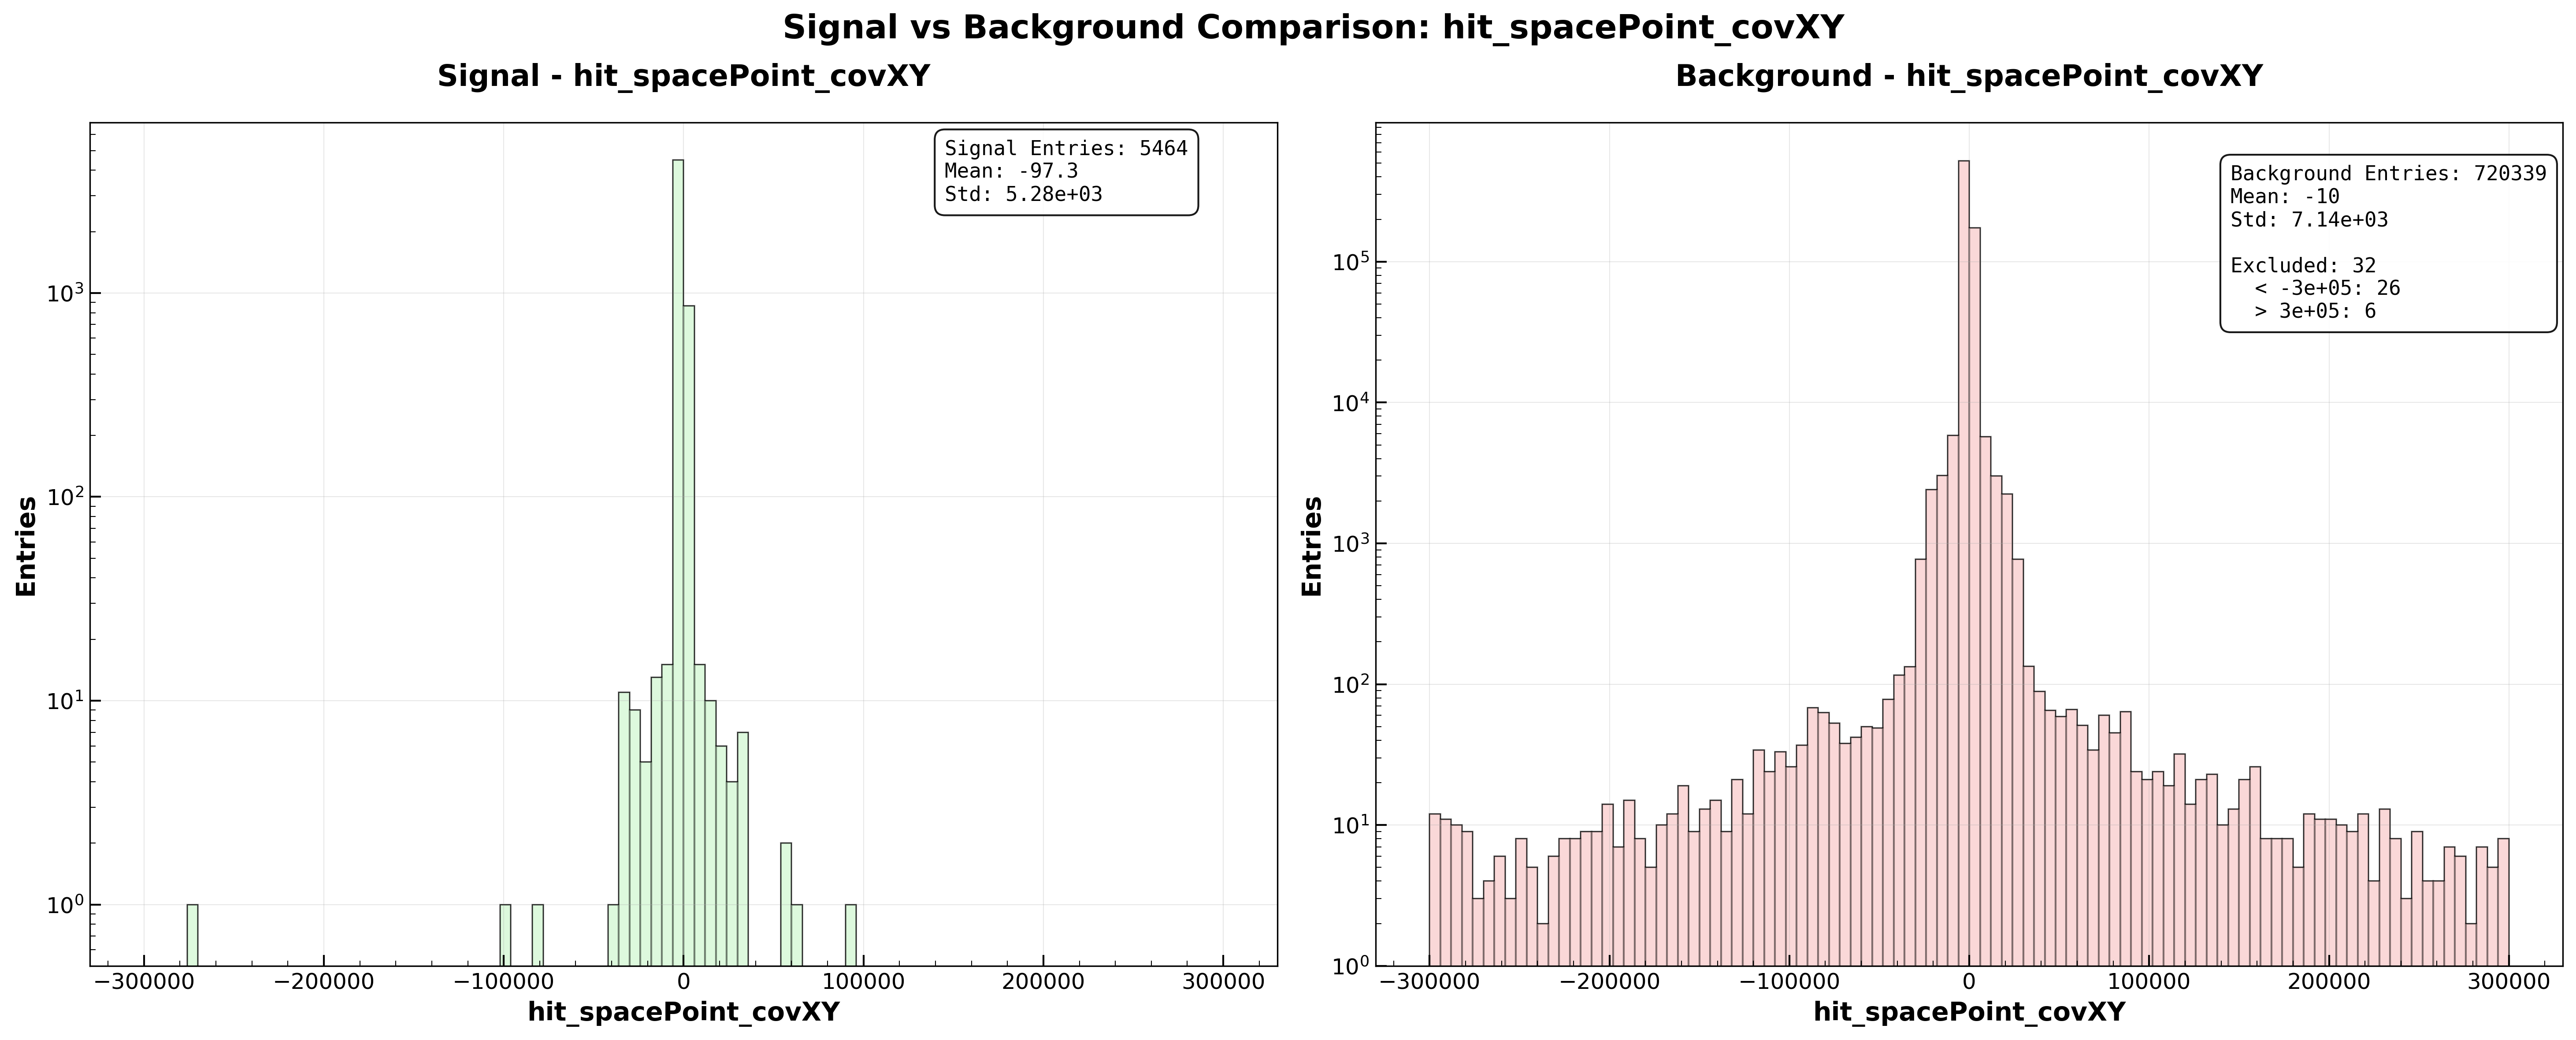 Signal vs Background Comparison: hit_spacePoint_covXY
Signal - hit_spacePoint_covXY
Signal Entries: 5464
Mean: -97.3
Std: 5.28e+03
Entries
10³
10²
10¹
10⁰
−300000 −200000 −100000 0 100000 200000 300000
hit_spacePoint_covXY
Background - hit_spacePoint_covXY
Background Entries: 720339
Mean: -10
Std: 7.14e+03
Excluded: 32
< -3e+05: 26
> 3e+05: 6
Entries
10⁵
10⁴
10³
10²
10¹
10⁰
−300000 −200000 −100000 0 100000 200000 300000
hit_spacePoint_covXY